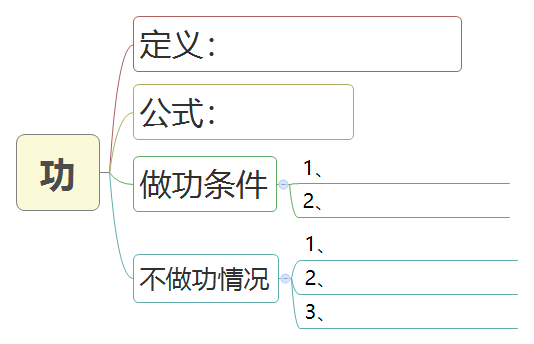 定义：
公式：
功
做功条件
1、
2、
不做功情况
1、
2、
3、